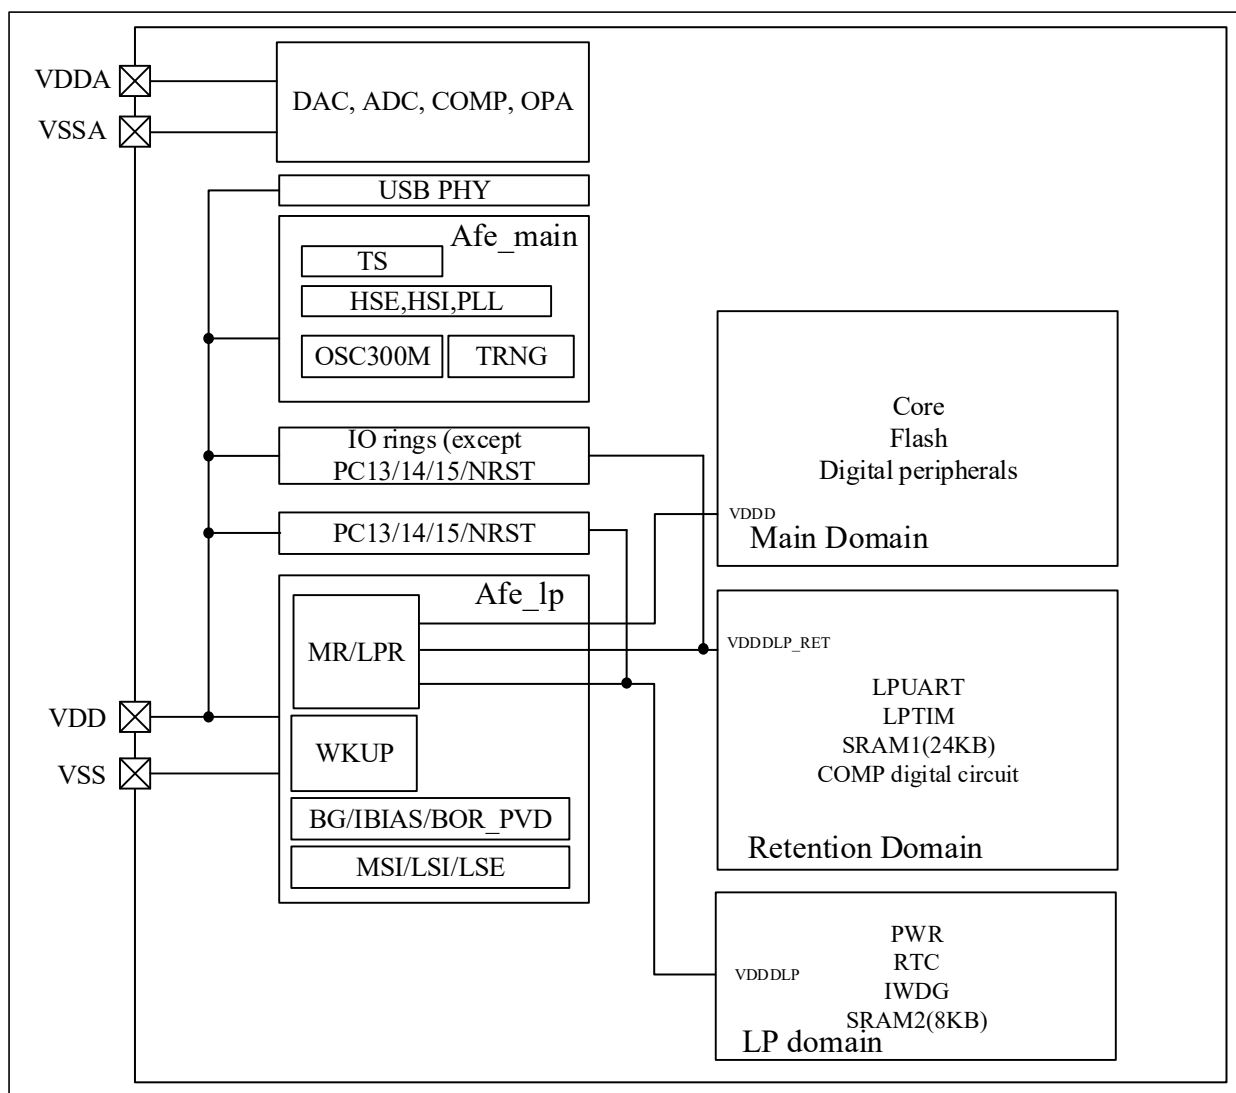 VDDA
VSSA
DAC, ADC, COMP, OPA
USB PHY
Afe_main
TS
HSE,HSI,PLL
OSC300M
TRNG
IO rings (except
PC13/14/15/NRST
PC13/14/15/NRST
Afe_lp
MR/LPR
VDD
WKUP
VSS
BG/IBIAS/BOR_PVD
MSI/LSI/LSE
Core
Flash
Digital peripherals
VDDD
Main Domain
VDDDLP_RET
LPUART
LPTIM
SRAM1(24KB)
COMP digital circuit
Retention Domain
PWR
RTC
VDDDLP
IWDG
SRAM2(8KB)
LP domain